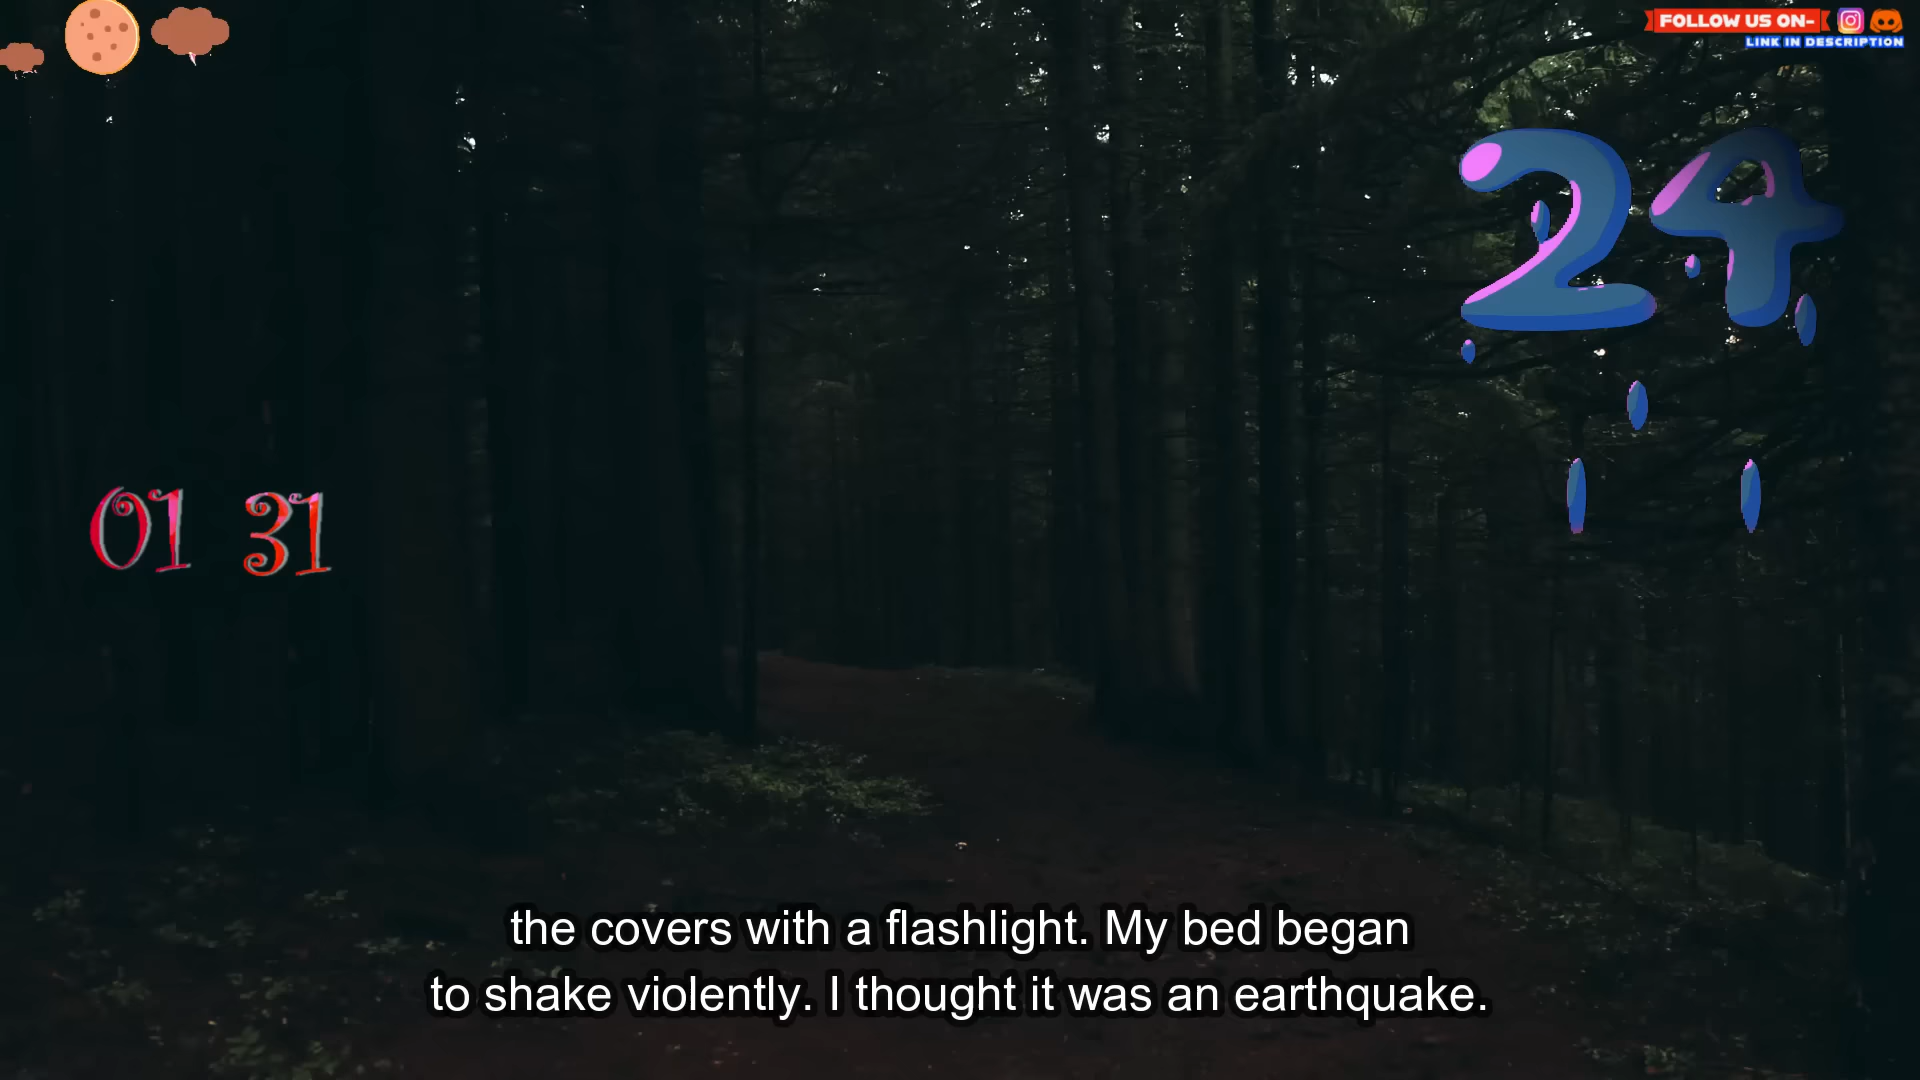 FOLLOW US ON-
LINK IN DESCRIPTION
24
01 31
the covers with a flashlight. My bed began
to shake violently. I thought it was an earthquake.